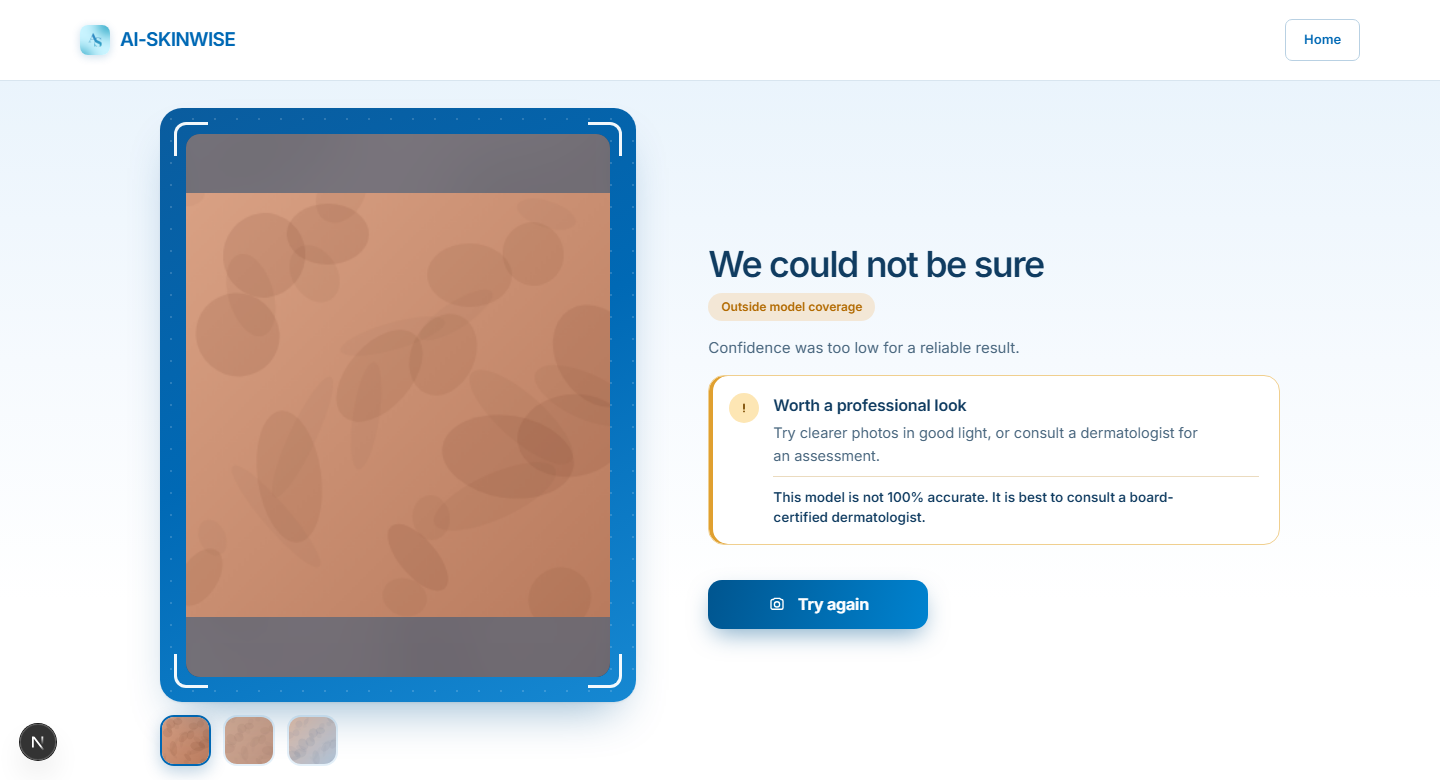 AI-SKINWISE
Home
We could not be sure
Outside model coverage
Confidence was too low for a reliable result.
!
Worth a professional look
Try clearer photos in good light, or consult a dermatologist for
an assessment.
This model is not 100% accurate. It is best to consult a board-
certified dermatologist.
Try again
N